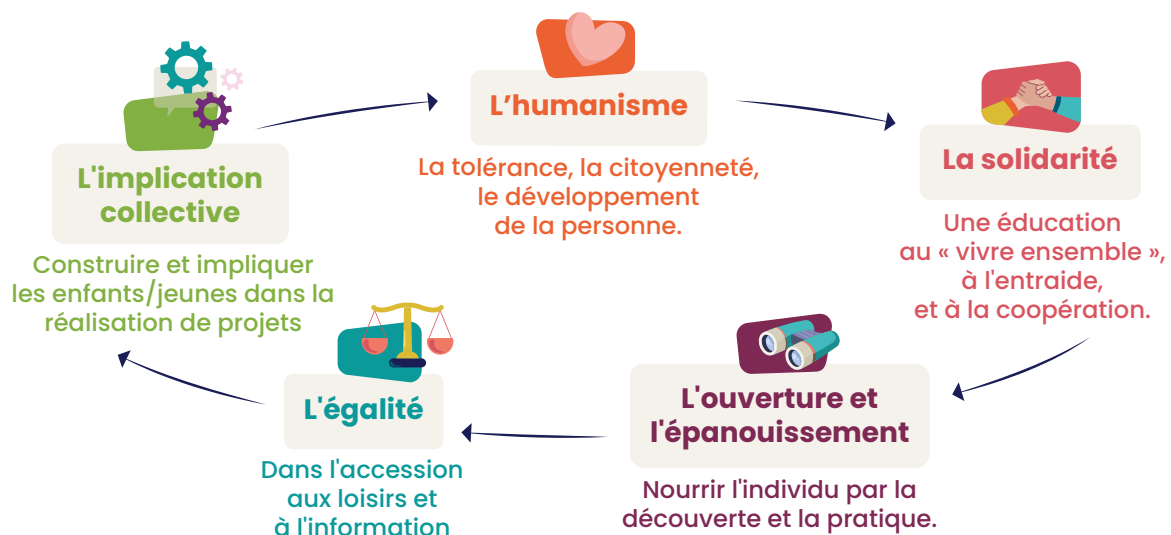 L'humanisme
La tolérance, la citoyenneté,
le développement
de la personne.
La solidarité
Une éducation
au « vivre ensemble »,
à l'entraide,
et à la coopération.
L'ouverture et
l'épanouissement
Nourrir l'individu par la
découverte et la pratique.
L'égalité
Dans l'accession
aux loisirs et
à l'information
L'implication
collective
Construire et impliquer
les enfants/jeunes dans la
réalisation de projets